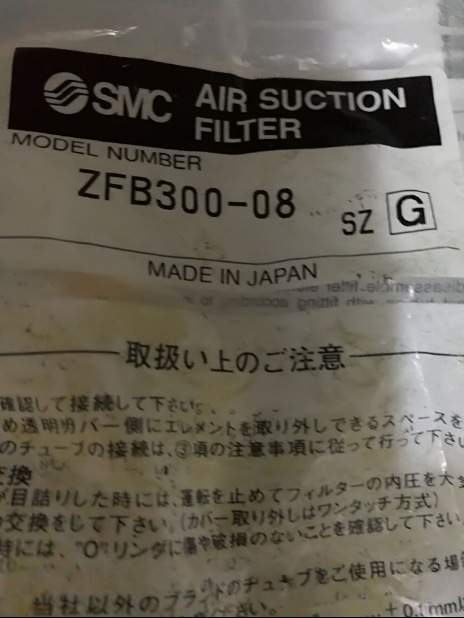 SMC AIR SUCTION
FILTER
MODEL NUMBER
ZFB300-08
SZ G
MADE IN JAPAN
取扱い上のご注意
確認して接続して下さい。
め透明カバー側にエレメントを取り外しできるスペースを
のチューブの接続は、③項の注意事項に従って行って下さい
交換
が目詰りした時には、運転を止めてフィルターの内圧を大
の交換をして下さい。(カバー取り外しはワンタッチ方式)
時には、"O"リングに傷や破損のないことを確認して下さい
当社以外のブランドのチューブをご使用になる場
下さい。
±0.1mm